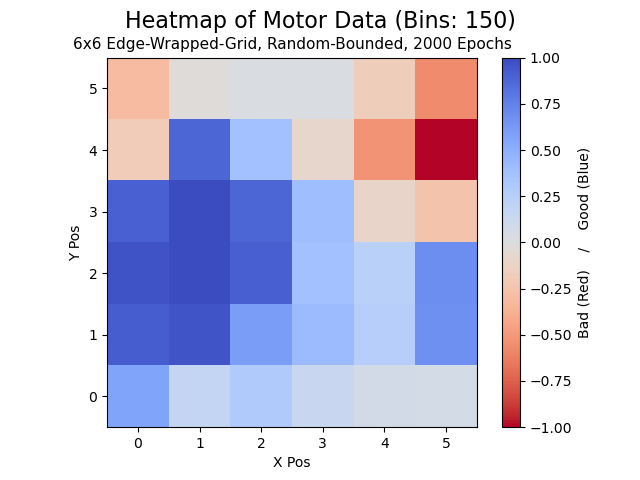 Heatmap of Motor Data (Bins: 150)
6x6 Edge-Wrapped-Grid, Random-Bounded, 2000 Epochs
Y Pos
5
4
3
2
1
0
0 1 2 3 4 5
X Pos
1.00
0.75
0.50
0.25
0.00
−0.25
−0.50
−0.75
−1.00
Bad (Red) / Good (Blue)